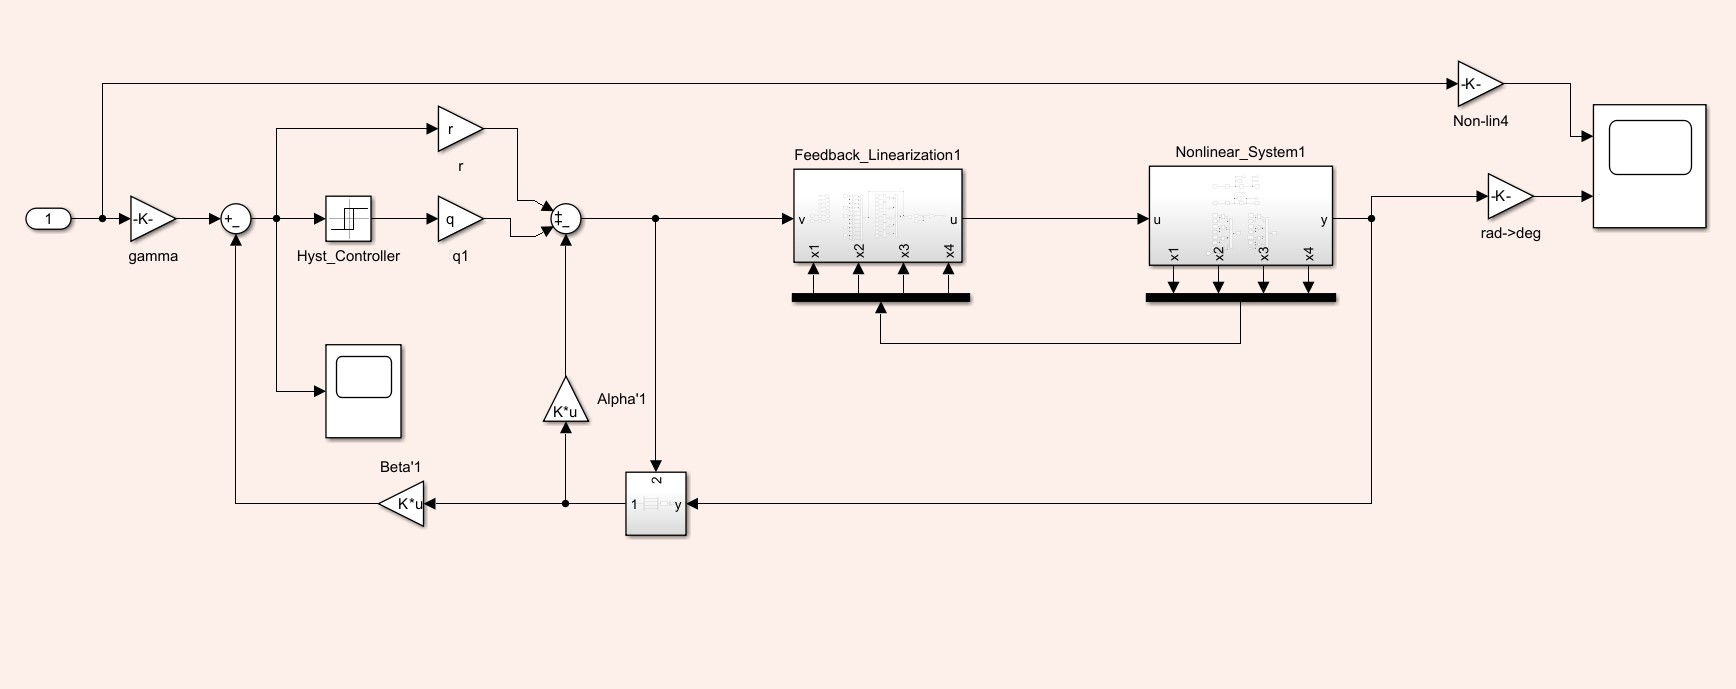 -K-
Non-lin4
r
r
Feedback_Linearization1
Nonlinear_System1
1
-K-
gamma
+
−
Hyst_Controller
q
q1
+
+
−
v
u
x1
x2
x3
x4
u
y
x1
x2
x3
x4
-K-
rad->deg
K*u
Alpha'1
Beta'1
K*u
2
1
y